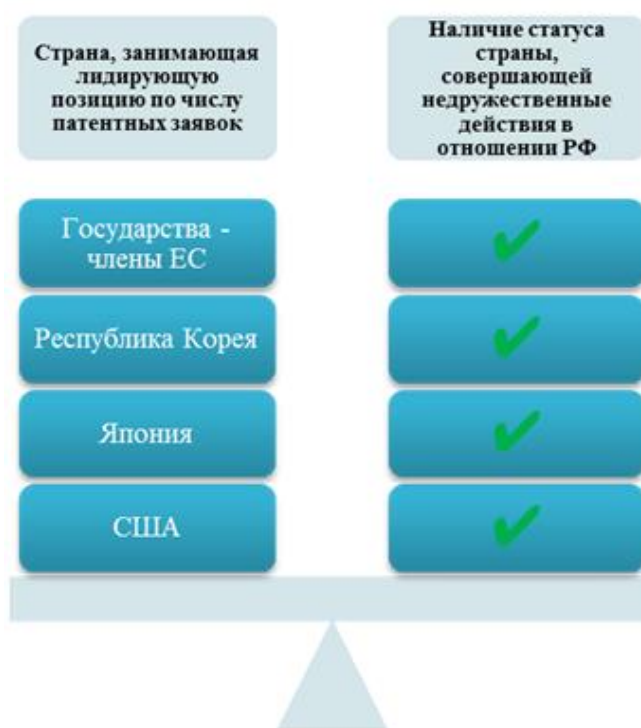 Страна, занимающая
лидирующую
позицию по числу
патентных заявок
Наличие статуса
страны,
совершающей
недружественные
действия в
отношении РФ
Государства -
члены ЕС
Республика Корея
Япония
США